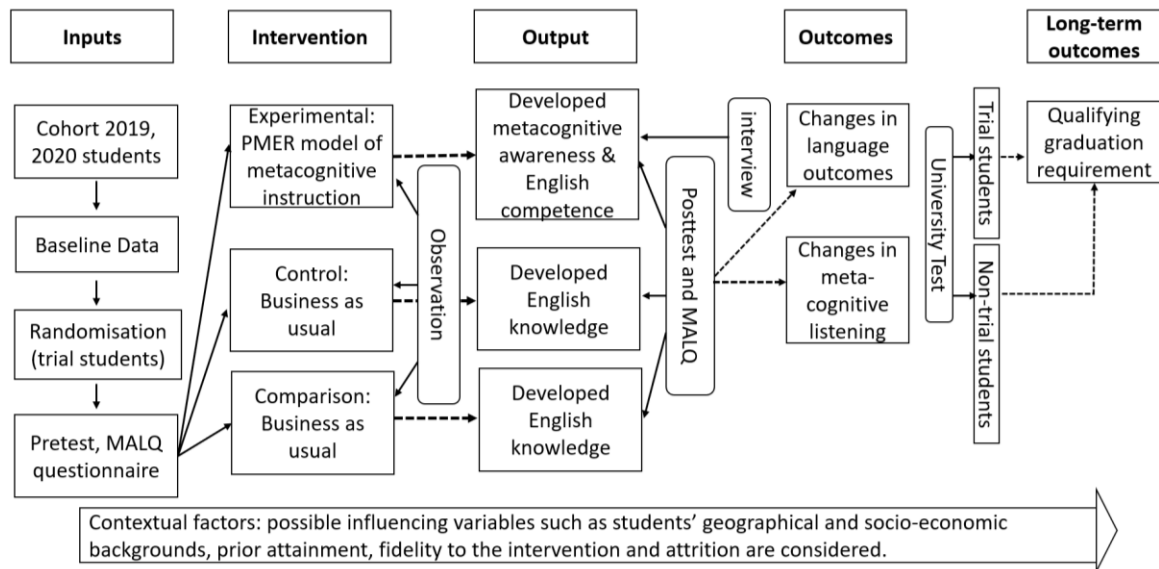 Inputs
Intervention
Output
Outcomes
Long-term
outcomes
Cohort 2019,
2020 students
Baseline Data
Randomisation
(trial students)
Pretest, MALQ
questionnaire
Experimental:
PMER model of
metacognitive
instruction
Control:
Business as
usual
Comparison:
Business as
usual
Observation
Developed
metacognitive
awareness &
English
competence
Developed
English
knowledge
Developed
English
knowledge
Posttest and MALQ
interview
Changes in
language
outcomes
Changes in
meta-
cognitive
listening
University Test
Trial students
Non-trial students
Qualifying
graduation
requirement
Contextual factors: possible influencing variables such as students’ geographical and socio-economic
backgrounds, prior attainment, fidelity to the intervention and attrition are considered.